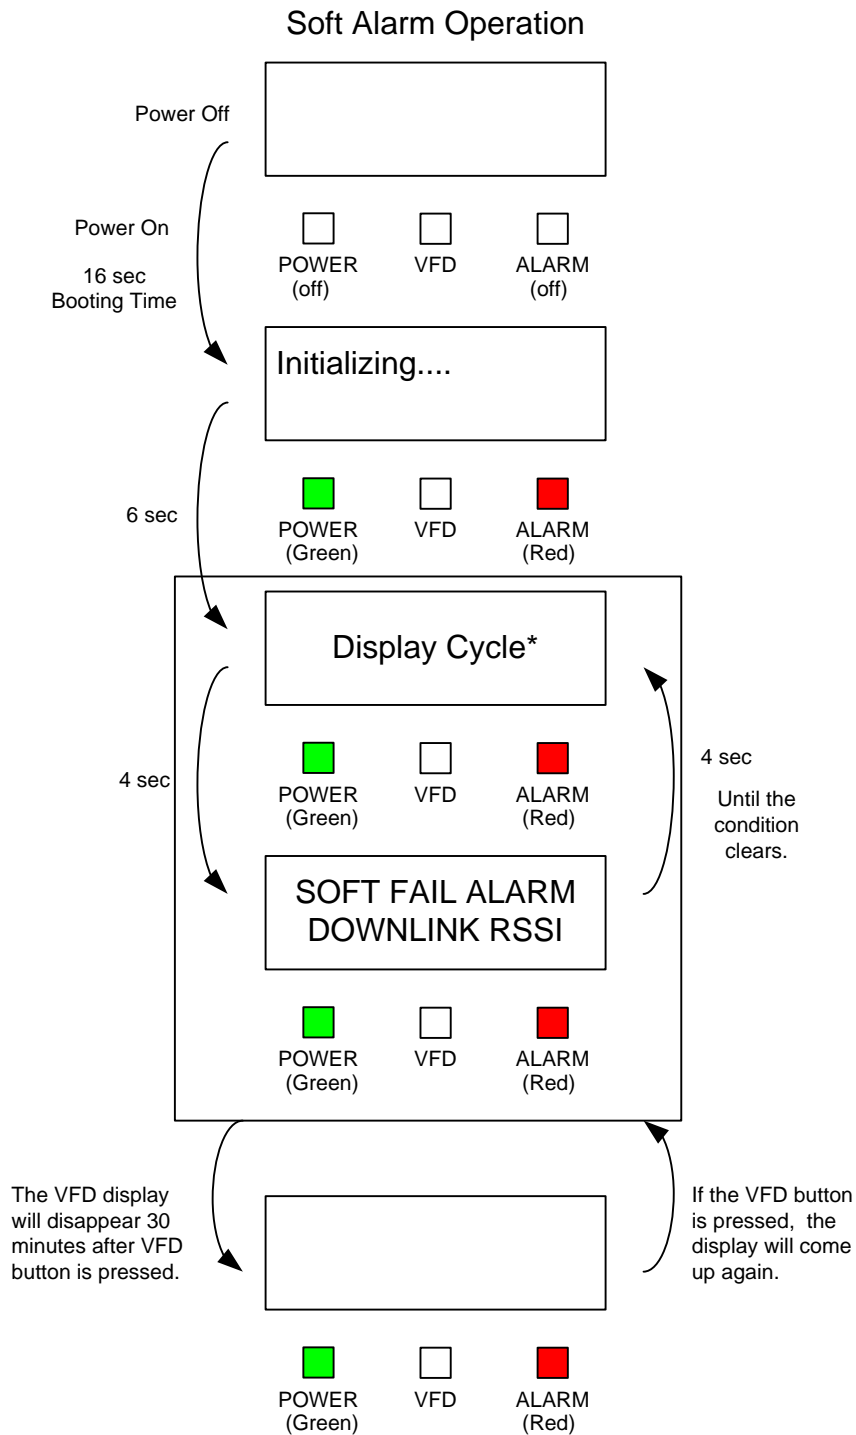 Soft Alarm Operation
Power Off
Power On
16 sec
Booting Time
POWER
(off)
VFD
ALARM
(off)
Initializing....
6 sec
POWER
(Green)
VFD
ALARM
(Red)
Display Cycle*
4 sec
POWER
(Green)
VFD
ALARM
(Red)
4 sec
Until the
condition
clears.
SOFT FAIL ALARM
DOWNLINK RSSI
POWER
(Green)
VFD
ALARM
(Red)
The VFD display
will disappear 30
minutes after VFD
button is pressed.
If the VFD button
is pressed,  the
display will come
up again.
POWER
(Green)
VFD
ALARM
(Red)